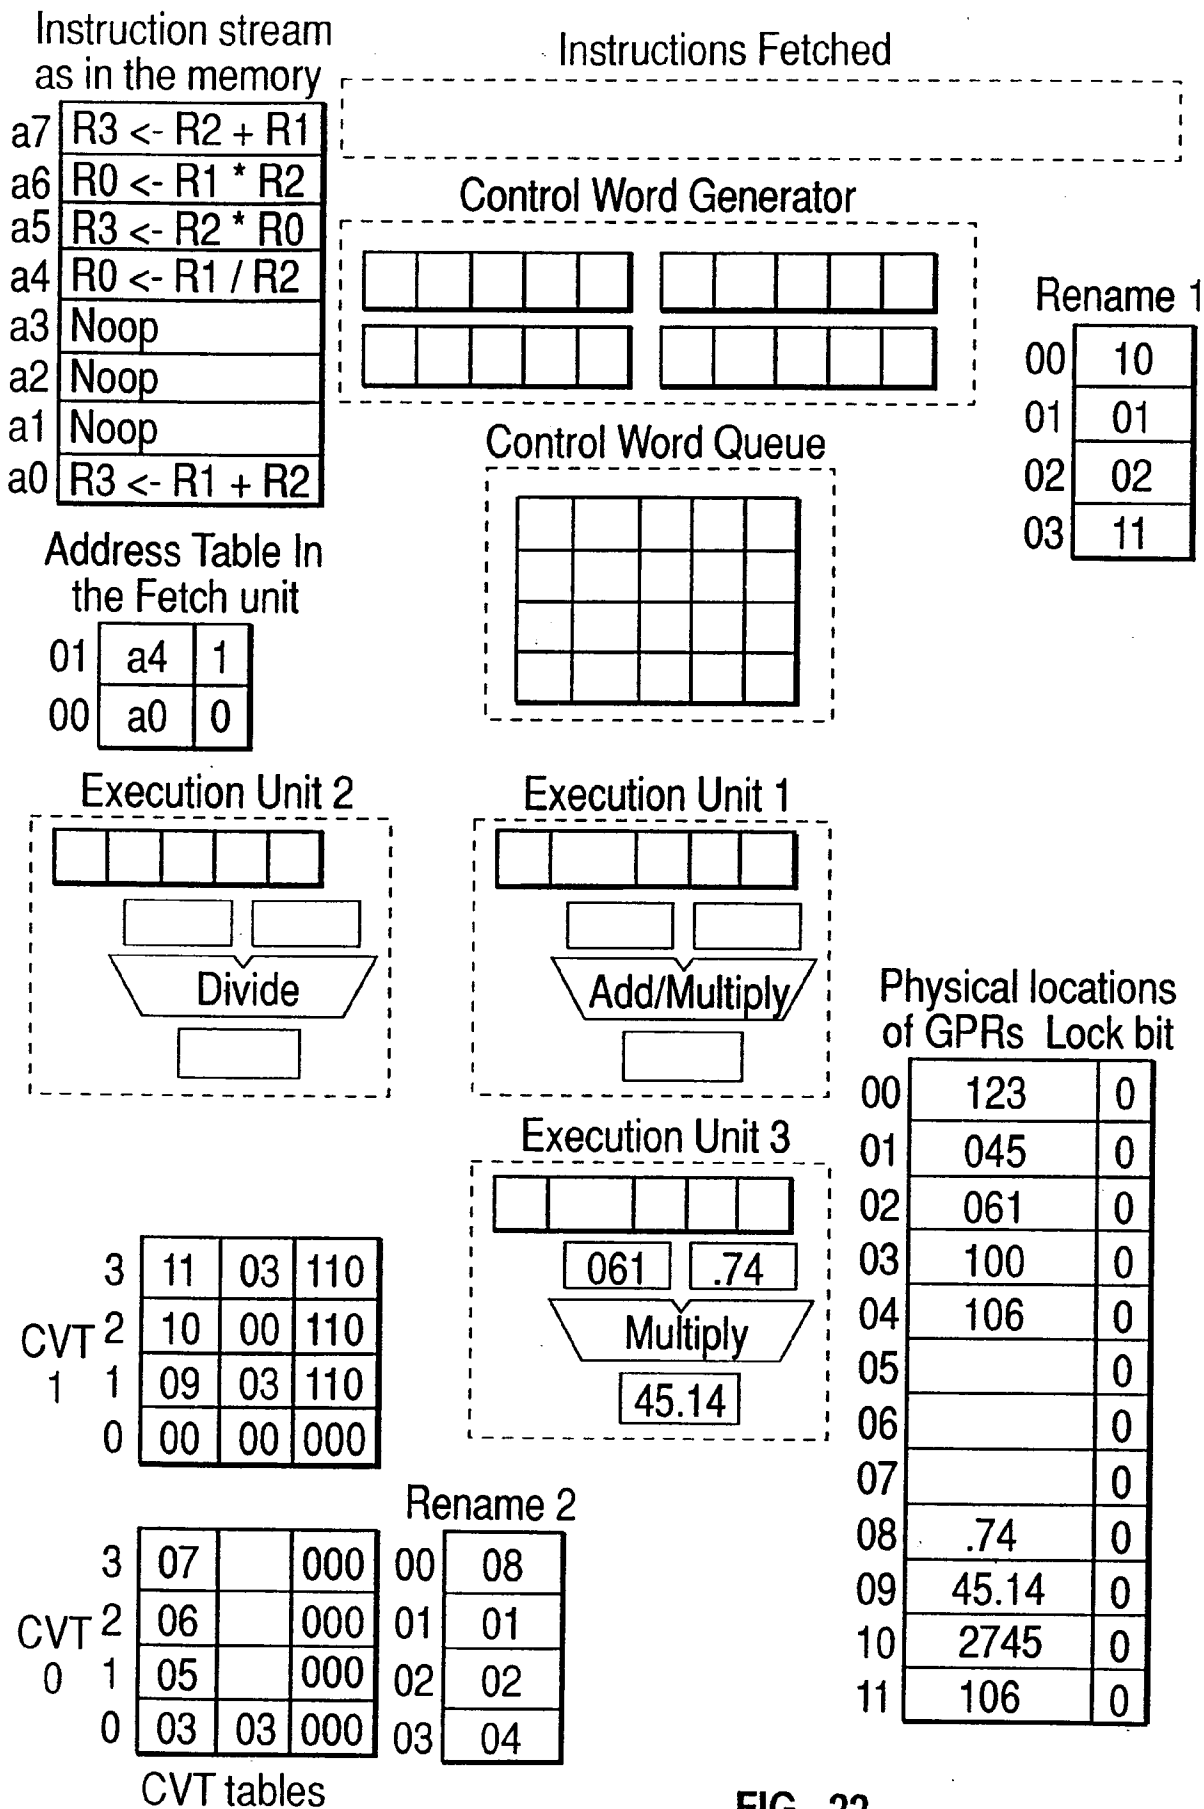 Instruction stream
as in the memory
a7 R3 <- R2 + R1
a6 R0 <- R1 * R2
a5 R3 <- R2 * R0
a4 R0 <- R1 / R2
a3 Noop
a2 Noop
a1 Noop
a0 R3 <- R1 + R2
Instructions Fetched
Control Word Generator
Rename 1
00 10
01 01
02 02
03 11
Control Word Queue
Address Table In
the Fetch unit
01 a4 1
00 a0 0
Execution Unit 2
Divide
Execution Unit 1
Add/Multiply
Execution Unit 3
061 .74
Multiply
45.14
Physical locations
of GPRs Lock bit
00 123 0
01 045 0
02 061 0
03 100 0
04 106 0
05 0
06 0
07 0
08 .74 0
09 45.14 0
10 2745 0
11 106 0
CVT
1
3 11 03 110
2 10 00 110
1 09 03 110
0 00 00 000
CVT
0
3 07 000
2 06 000
1 05 000
0 03 03 000
CVT tables
Rename 2
00 08
01 01
02 02
03 04
FIG. 22